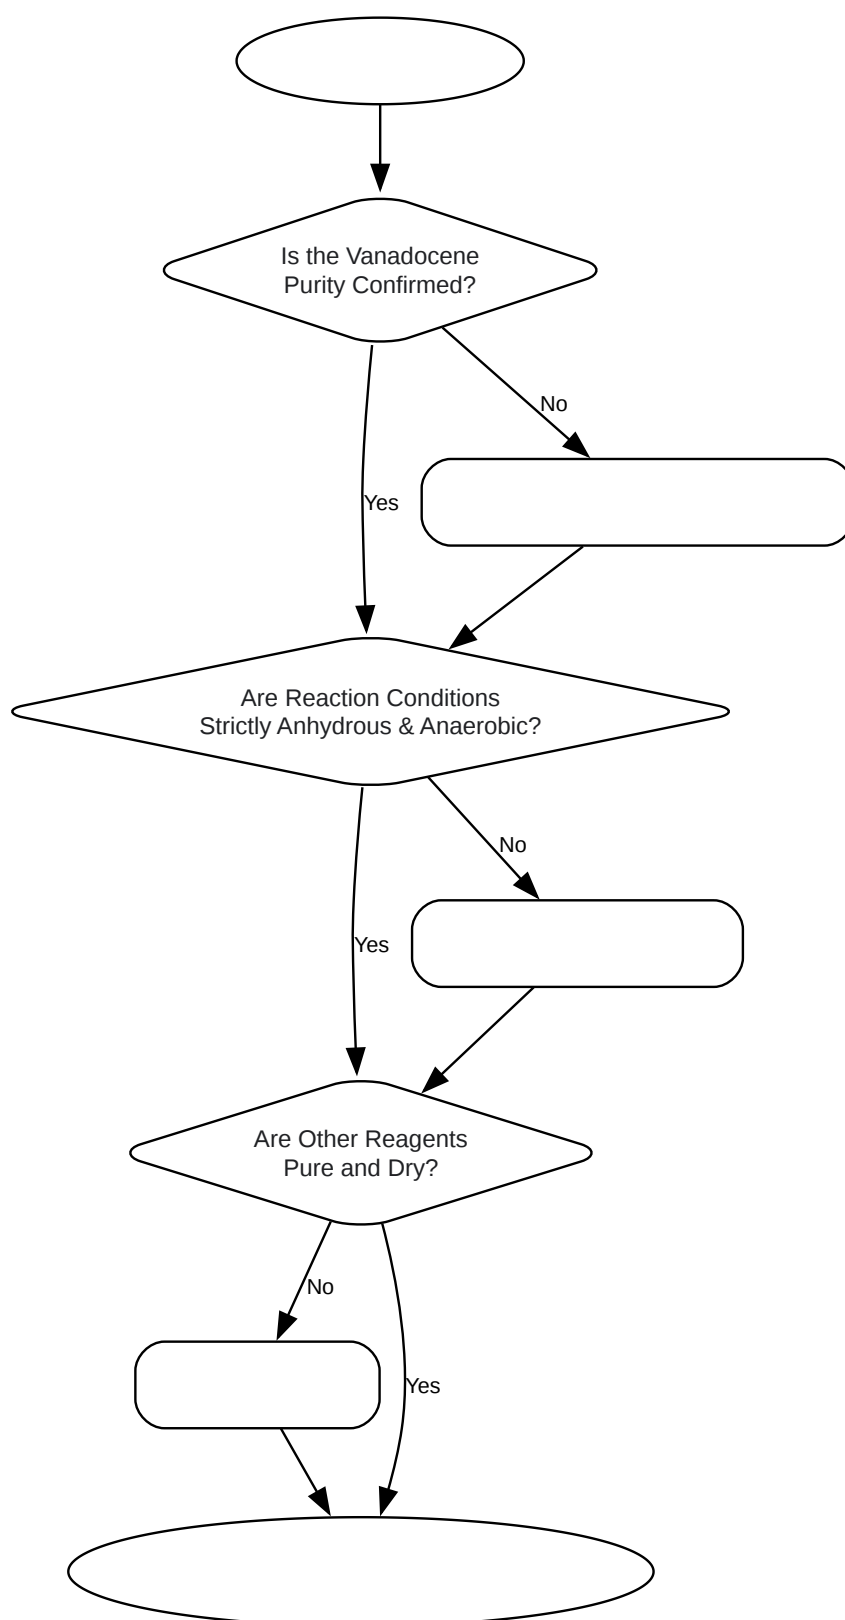 Is the Vanadocene
Purity Confirmed?
No
Yes
Are Reaction Conditions
Strictly Anhydrous & Anaerobic?
No
Yes
Are Other Reagents
Pure and Dry?
No
Yes